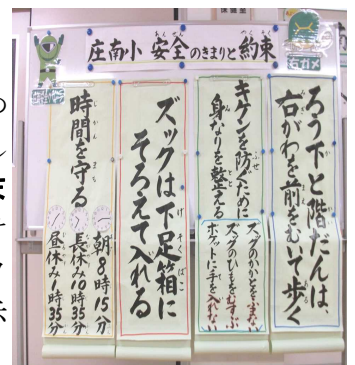 庄南小 安全のきまりと約束
右ガメ
ろう下と階だんは、
右がわを前をむいて歩く
キケンを防ぐために
身なりを整える
ズックのかかとをふまない
ズックのひもをむすぶ
ポケットに手を入れない
ズックは下足箱に
そろえて入れる
時間を守る
朝8時15分
長休み10時35分
昼休み1時35分